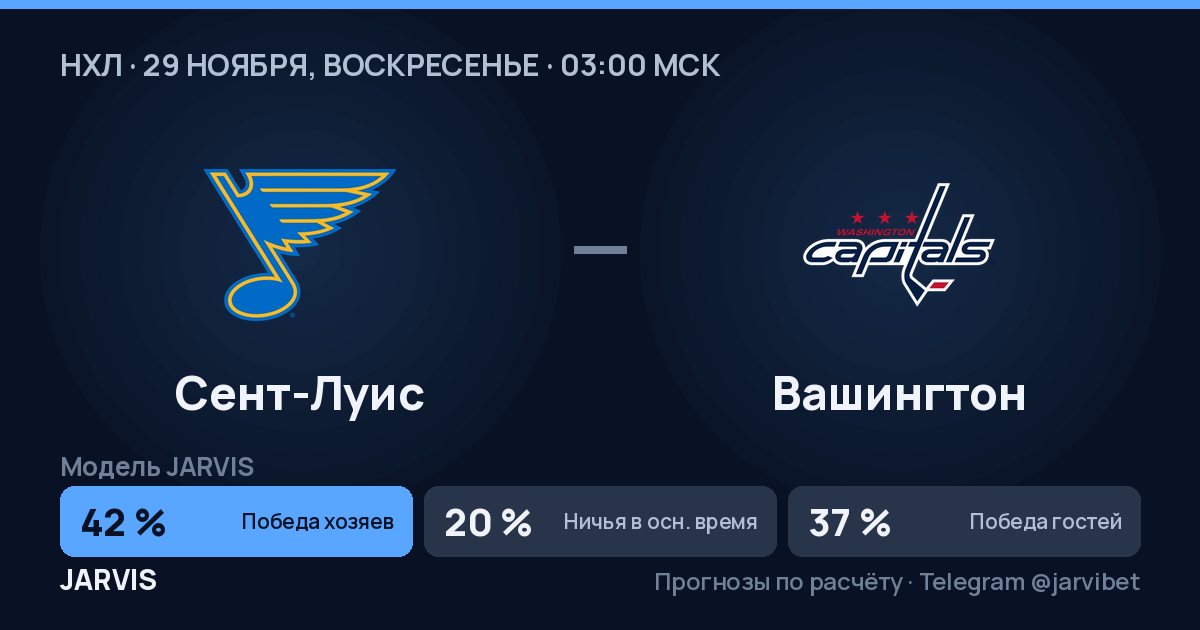 НХЛ · 29 НОЯБРЯ, ВОСКРЕСЕНЬЕ · 03:00 МСК
WASHINGTON
capitals
Сент-Луис
Вашингтон
Модель JARVIS
42 % Победа хозяев
20 % Ничья в осн. время
37 % Победа гостей
JARVIS
Прогнозы по расчёту · Telegram @jarvibet